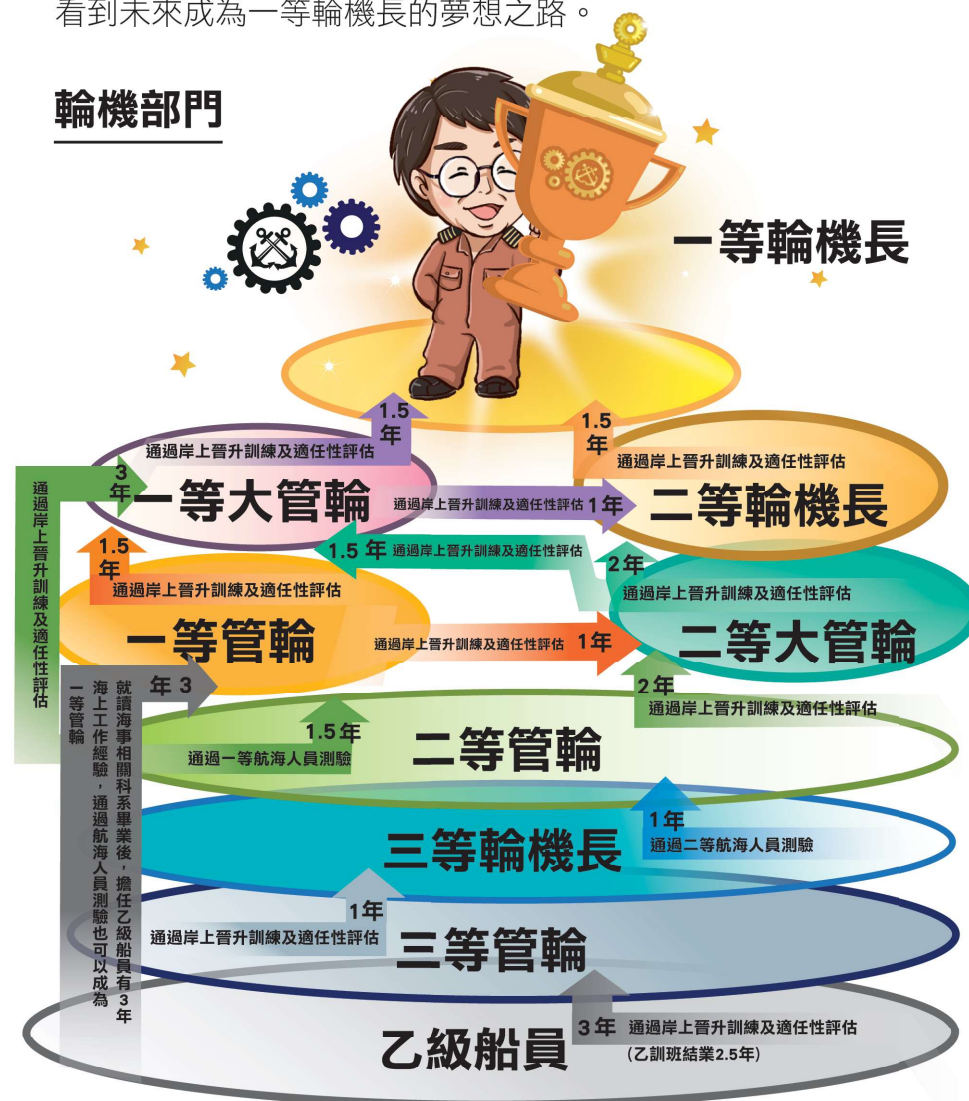 看到未來成為一等輪機長的夢想之路。
輪機部門
一等輪機長
1.5
年
通過岸上晉升訓練及適任性評估
1.5
年
通過岸上晉升訓練及適任性評估
3
年
通過岸上晉升訓練及適任性評估
一等大管輪
通過岸上晉升訓練及適任性評估 1年
二等輪機長
1.5 年 通過岸上晉升訓練及適任性評估
1.5
年
通過岸上晉升訓練及適任性評估
2年
通過岸上晉升訓練及適任性評估
一等管輪
通過岸上晉升訓練及適任性評估 1年
二等大管輪
年 3
就讀海事相關科系畢業後，擔任乙級船員有3年
海上工作經驗，通過航海人員測驗也可以成為
一等管輪
1.5年
通過一等航海人員測驗
二等管輪
2年
通過岸上晉升訓練及適任性評估
三等輪機長
1年
通過二等航海人員測驗
1年
通過岸上晉升訓練及適任性評估
三等管輪
乙級船員
3年 通過岸上晉升訓練及適任性評估
(乙訓班結業2.5年)